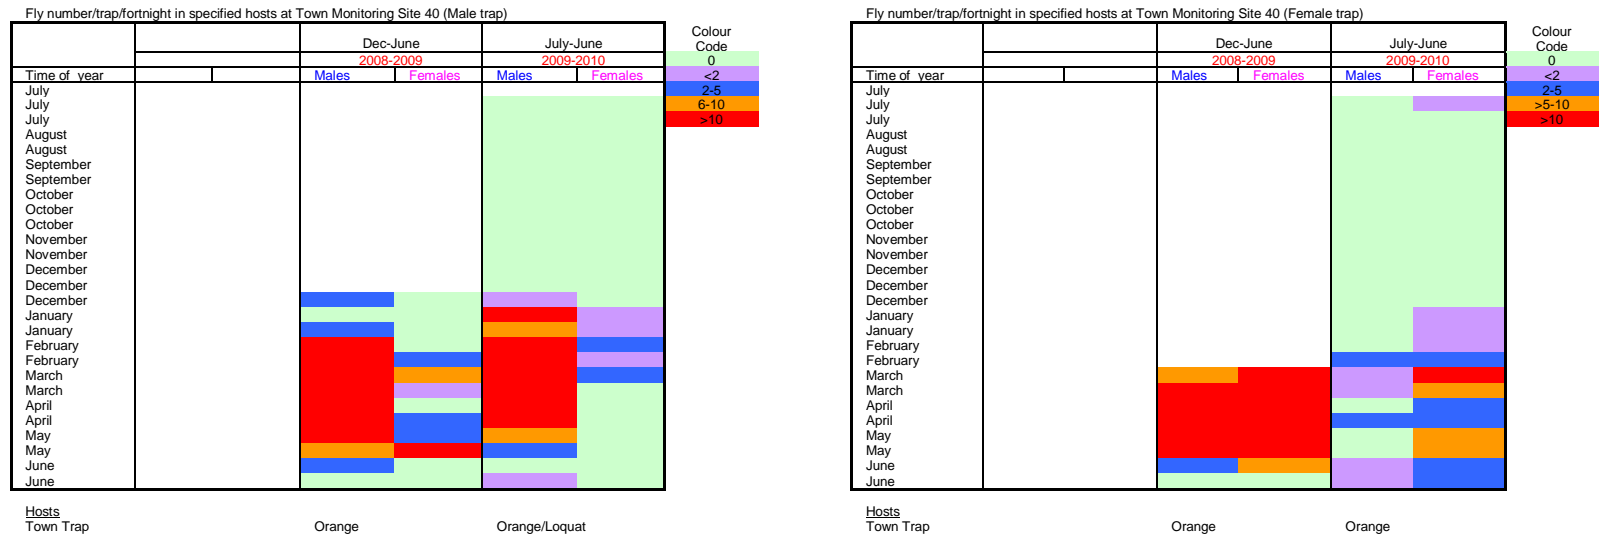 Fly number/trap/fortnight in specified hosts at Town Monitoring Site 40 (Male trap)
Dec-June July-June
2008-2009 2009-2010
Time of year Males Females Males Females
July
July
July
August
August
September
September
October
October
October
November
November
December
December
December
January
January
February
February
March
March
April
April
May
May
June
June
Hosts
Town Trap Orange Orange/Loquat
Colour
Code
0
<2
2-5
6-10
>10
Fly number/trap/fortnight in specified hosts at Town Monitoring Site 40 (Female trap)
Dec-June July-June
2008-2009 2009-2010
Time of year Males Females Males Females
July
July
July
August
August
September
September
October
October
October
November
November
December
December
December
January
January
February
February
March
March
April
April
May
May
June
June
Hosts
Town Trap Orange Orange
Colour
Code
0
<2
2-5
>5-10
>10